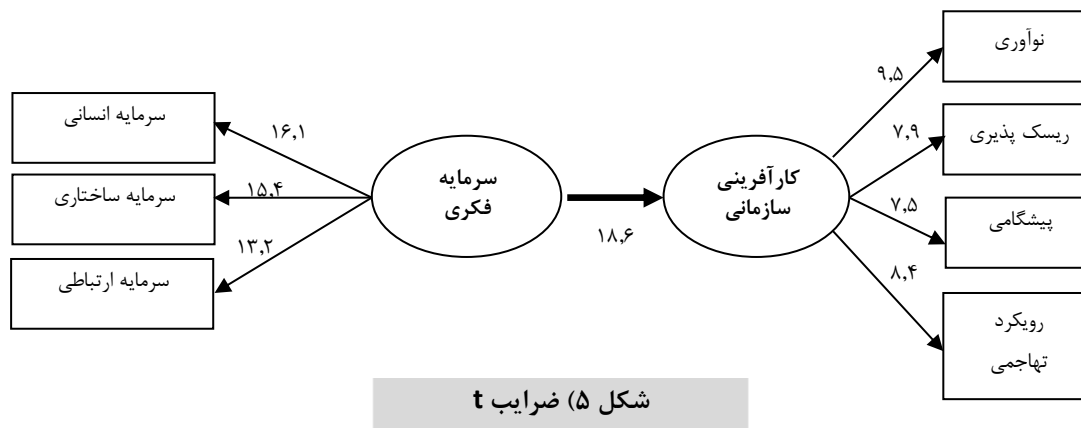 نوآوری
۹٫۵
ریسک پذیری
۷٫۹
پیشگامی
۷٫۵
رویکرد
تهاجمی
۸٫۴
کارآفرینی
سازمانی
۱۸٫۶
سرمایه
فکری
سرمایه انسانی
۱۶٫۱
سرمایه ساختاری
۱۵٫۴
سرمایه ارتباطی
۱۳٫۲
شکل ۵) ضرایب t